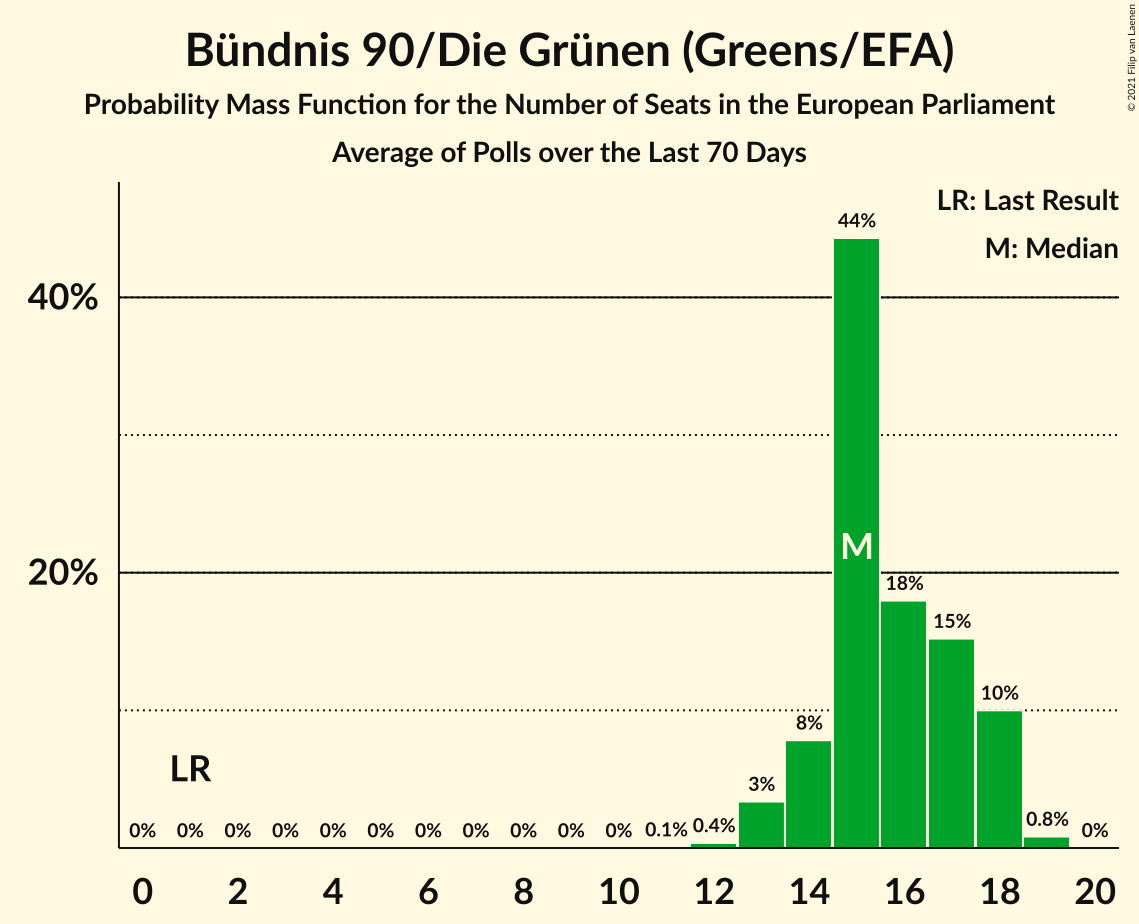 Bündnis 90/Die Grünen (Greens/EFA)
Probability Mass Function for the Number of Seats in the European Parliament
Average of Polls over the Last 70 Days
© 2021 Filip van Laenen
LR: Last Result
M: Median
44%
40%
M
20%
18%
15%
10%
8%
LR
3%
0% 0% 0% 0% 0% 0% 0% 0% 0% 0% 0% 0.1% 0.4% 0.8% 0%
0 2 4 6 8 10 12 14 16 18 20